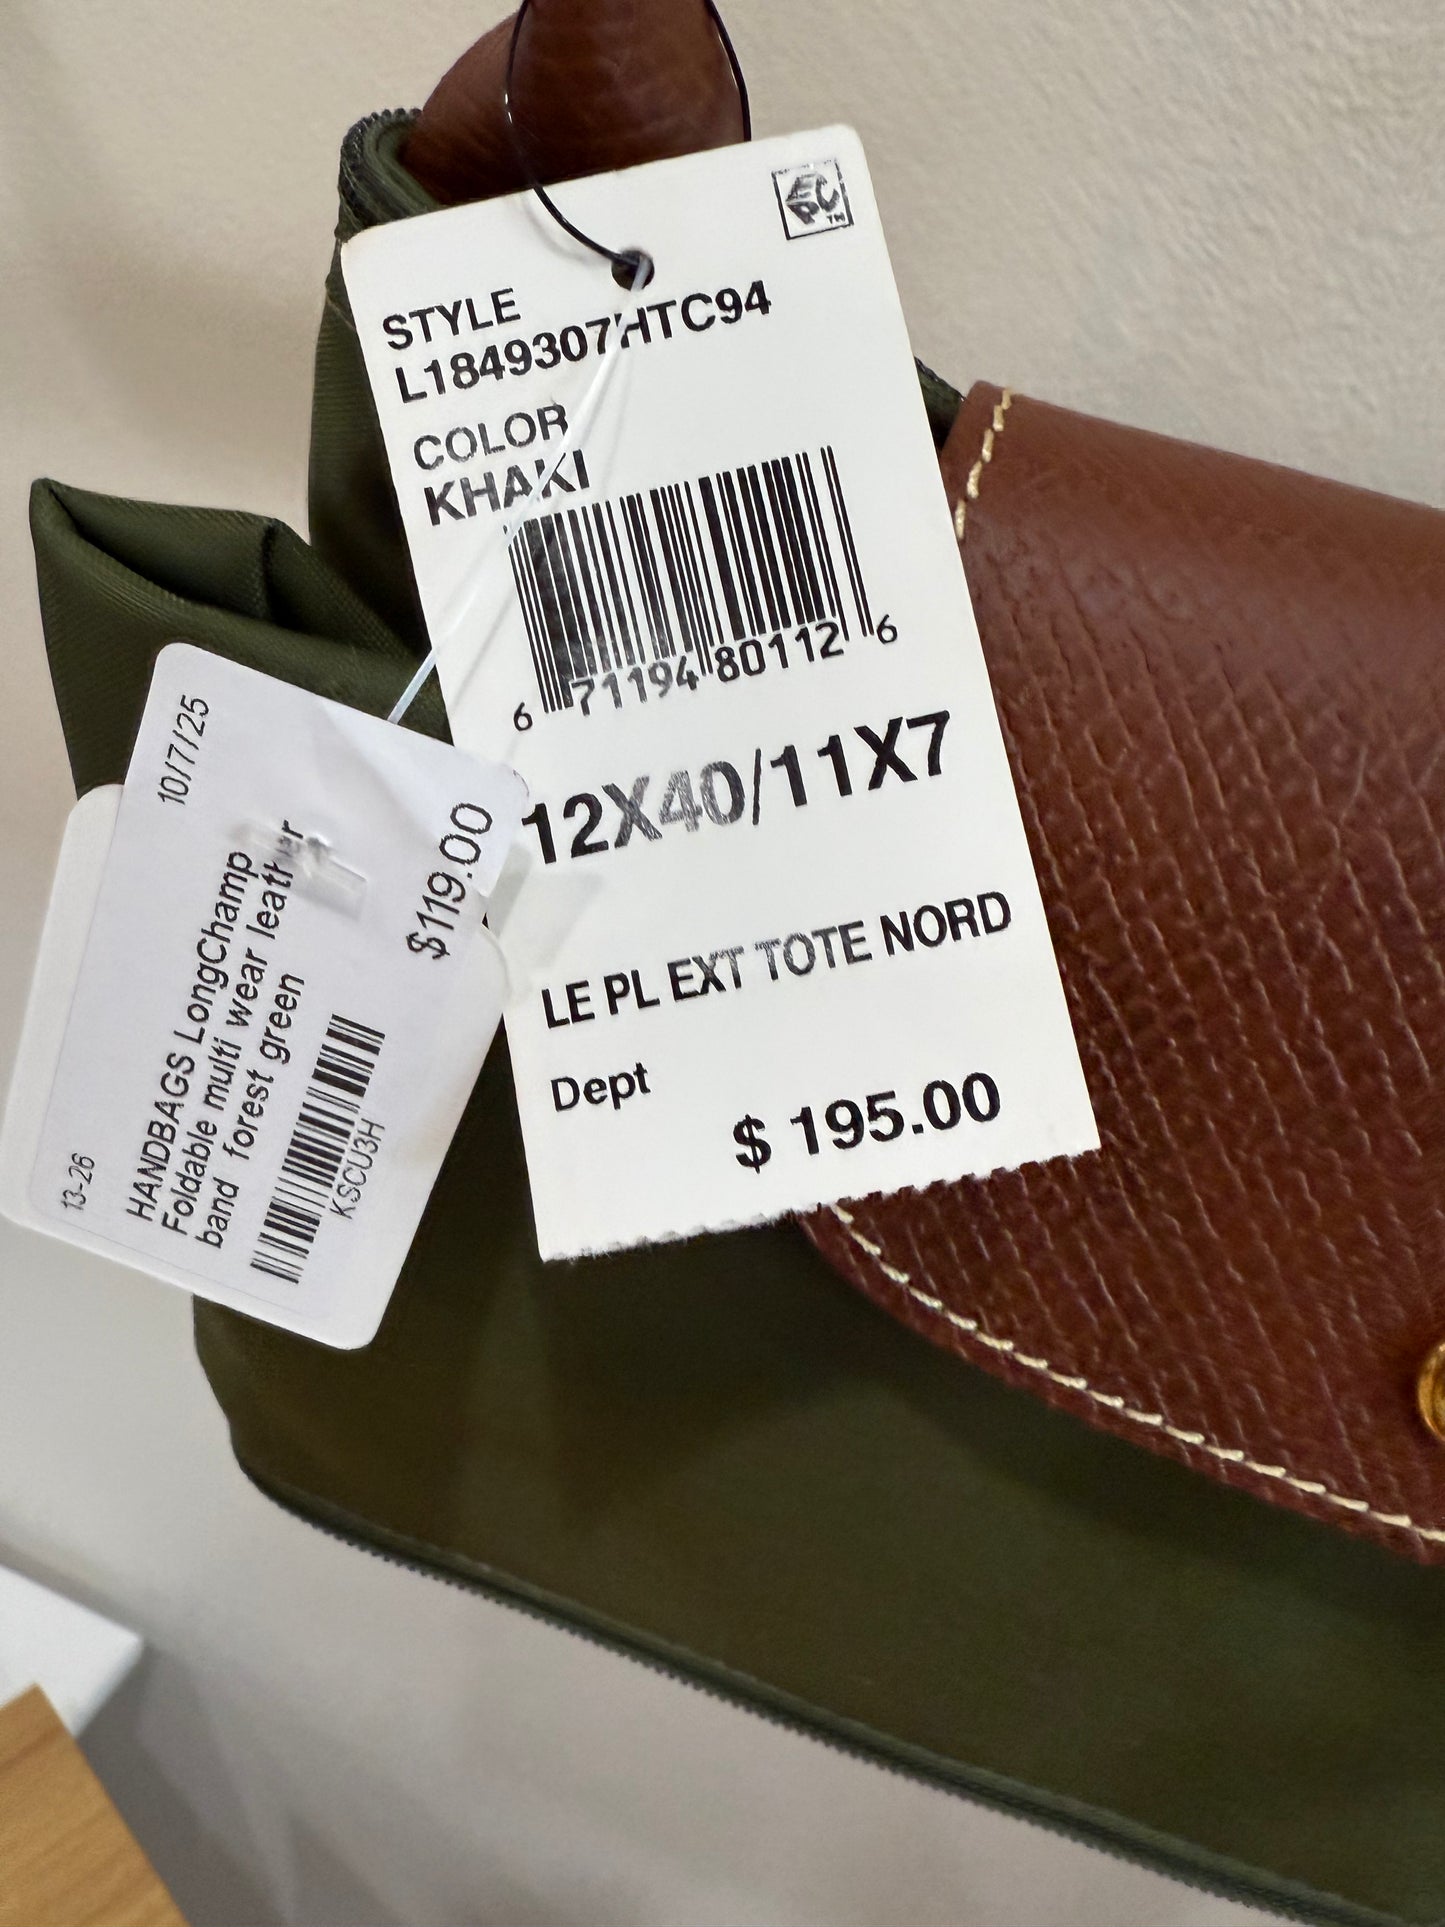 EPC™
STYLE
L1849307HTC94
COLOR
KHAKI
6 71194 80112 6
12X40/11X7
LE PL EXT TOTE NORD
Dept
$ 195.00
10/7/25
$119.00
HANDBAGS LongChamp
Foldable multi wear leather
band forest green
KSCU3H
13-26